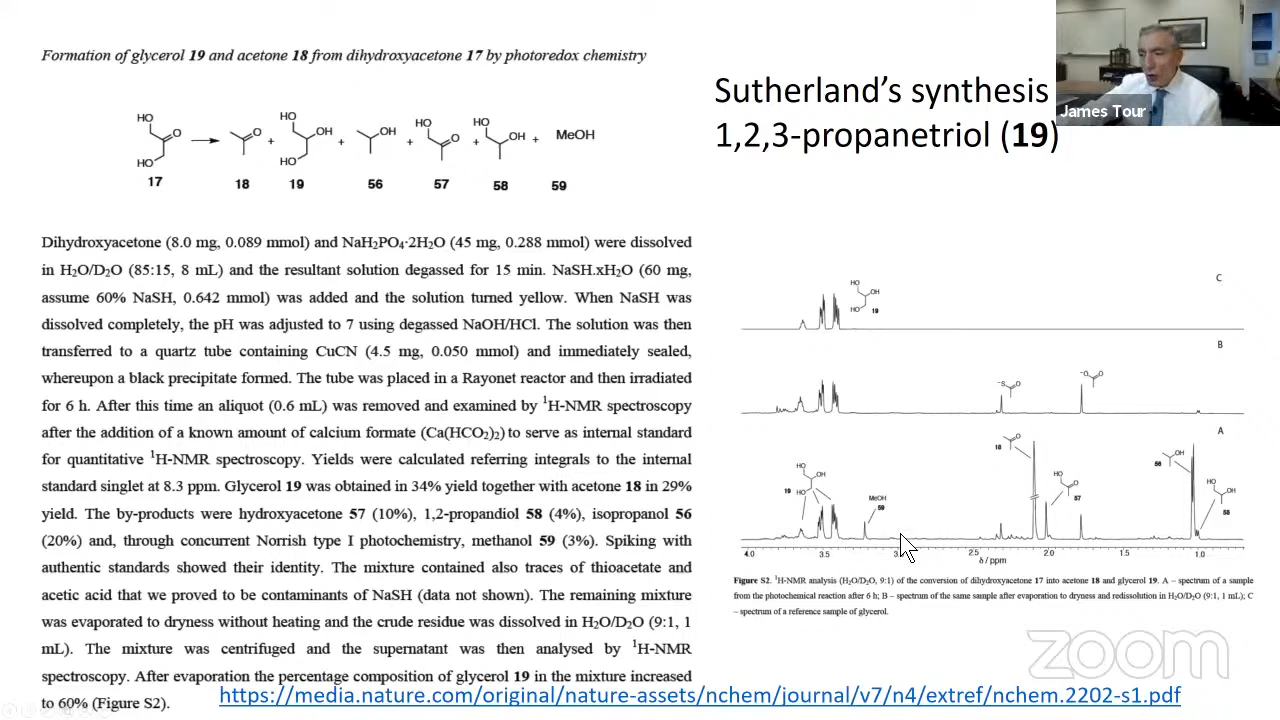 Formation of glycerol 19 and acetone 18 from dihydroxyacetone 17 by photoredox chemistry
HO
O
HO
17
O
18
HO
OH
HO
19
OH
56
HO
O
57
HO
OH
58
MeOH
59
+ + + + +
Dihydroxyacetone (8.0 mg, 0.089 mmol) and NaH₂PO₄·2H₂O (45 mg, 0.288 mmol) were dissolved
in H₂O/D₂O (85:15, 8 mL) and the resultant solution degassed for 15 min. NaSH.xH₂O (60 mg,
assume 60% NaSH, 0.642 mmol) was added and the solution turned yellow. When NaSH was
dissolved completely, the pH was adjusted to 7 using degassed NaOH/HCl. The solution was then
transferred to a quartz tube containing CuCN (4.5 mg, 0.050 mmol) and immediately sealed,
whereupon a black precipitate formed. The tube was placed in a Rayonet reactor and then irradiated
for 6 h. After this time an aliquot (0.6 mL) was removed and examined by ¹H-NMR spectroscopy
after the addition of a known amount of calcium formate (Ca(HCO₂)₂) to serve as internal standard
for quantitative ¹H-NMR spectroscopy. Yields were calculated referring integrals to the internal
standard singlet at 8.3 ppm. Glycerol 19 was obtained in 34% yield together with acetone 18 in 29%
yield. The by-products were hydroxyacetone 57 (10%), 1,2-propandiol 58 (4%), isopropanol 56
(20%) and, through concurrent Norrish type I photochemistry, methanol 59 (3%). Spiking with
authentic standards showed their identity. The mixture contained also traces of thioacetate and
acetic acid that we proved to be contaminants of NaSH (data not shown). The remaining mixture
was evaporated to dryness without heating and the crude residue was dissolved in H₂O/D₂O (9:1, 1
mL). The mixture was centrifuged and the supernatant was then analysed by ¹H-NMR
spectroscopy. After evaporation the percentage composition of glycerol 19 in the mixture increased
to 60% (Figure S2).
Sutherland's synthesis
1,2,3-propanetriol (19)
James Tour
C
HO
OH
HO
19
B
⁻S
O
⁻O
O
A
HO
OH
HO
19
MeOH
59
18
O
HO
O
57
56
OH
HO
OH
58
4.0 3.5 2.5 2.0 1.5 1.0
δ / ppm
Figure S2. ¹H-NMR analysis (H₂O/D₂O, 9:1) of the conversion of dihydroxyacetone 17 into acetone 18 and glycerol 19. A – spectrum of a sample
from the photochemical reaction after 6 h; B – spectrum of the same sample after evaporation to dryness and redissolution in H₂O/D₂O (9:1, 1 mL); C
– spectrum of a reference sample of glycerol.
zoom
https://media.nature.com/original/nature-assets/nchem/journal/v7/n4/extref/nchem.2202-s1.pdf